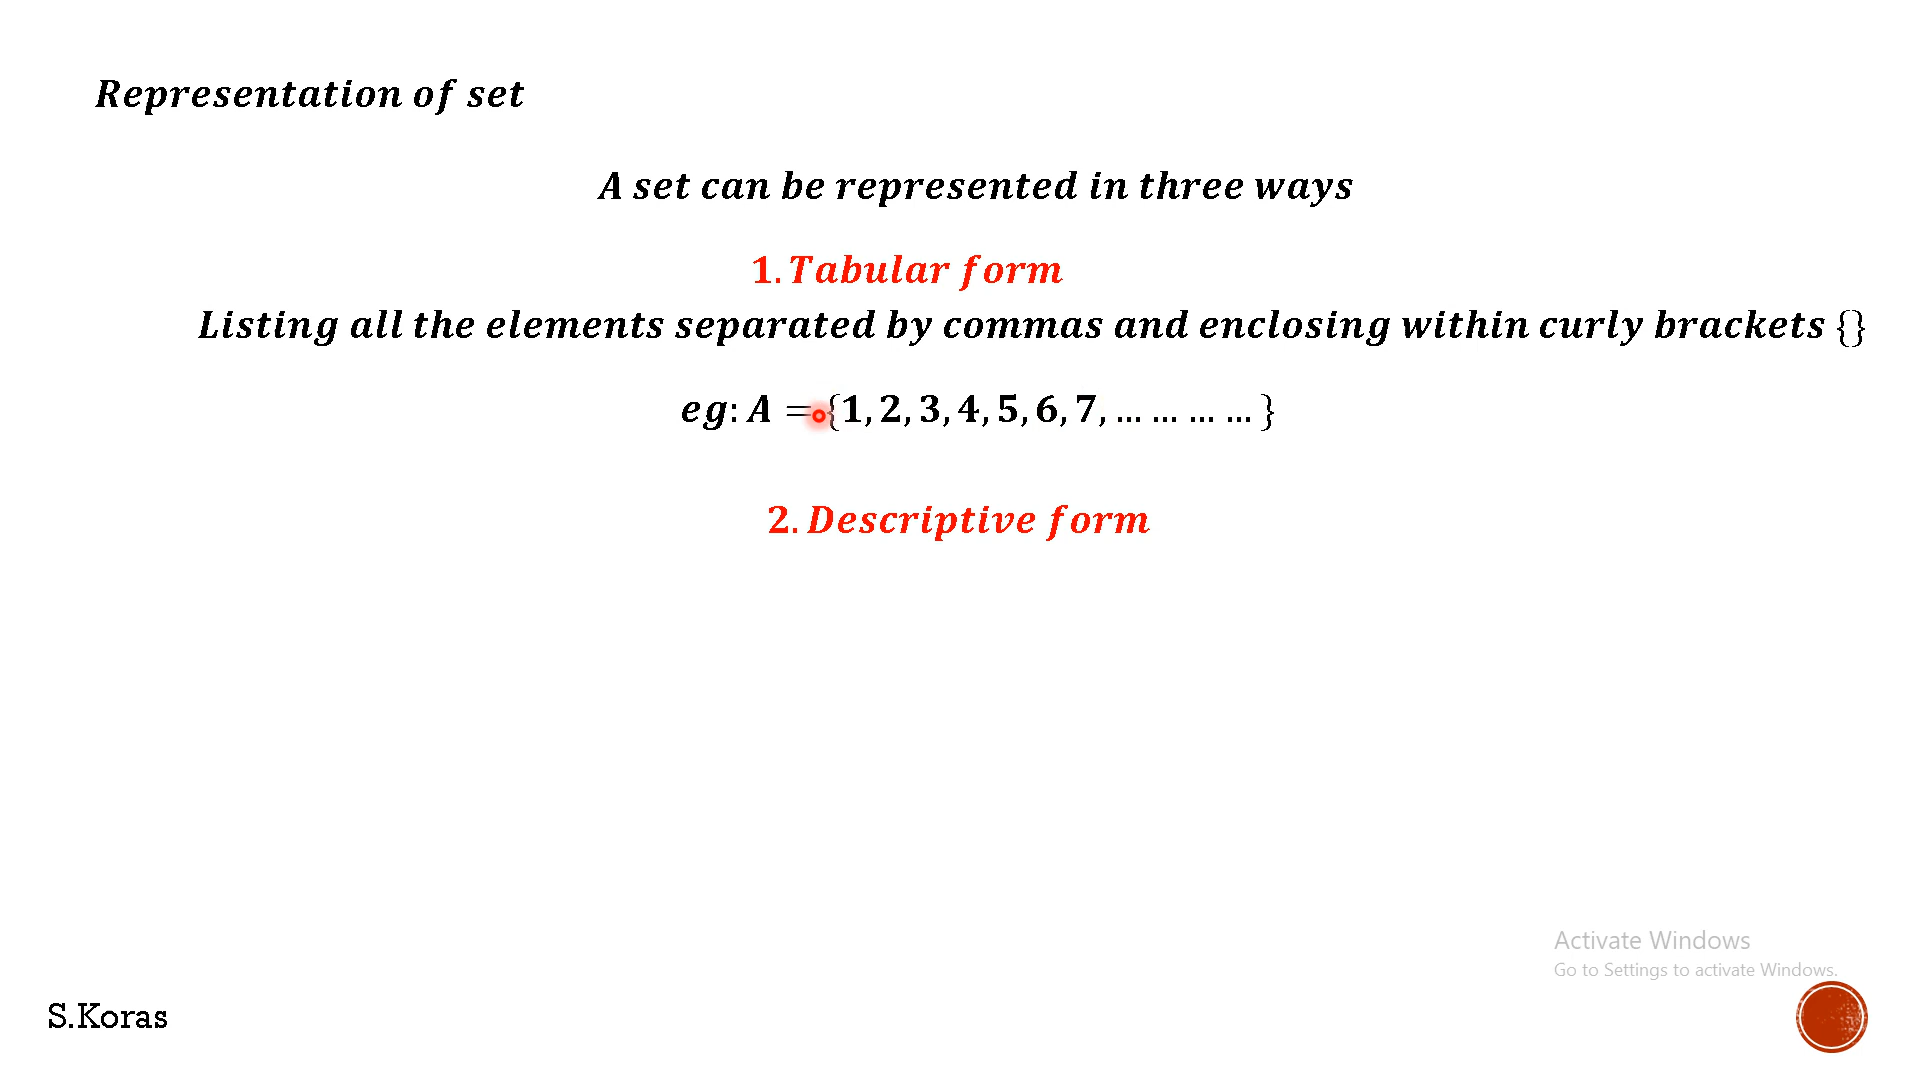 Representation of set
A set can be represented in three ways
1. Tabular form
Listing all the elements separated by commas and enclosing within curly brackets {}
eg: A = {1, 2, 3, 4, 5, 6, 7, … … … … }
2. Descriptive form
Activate Windows
Go to Settings to activate Windows.
S.Koras